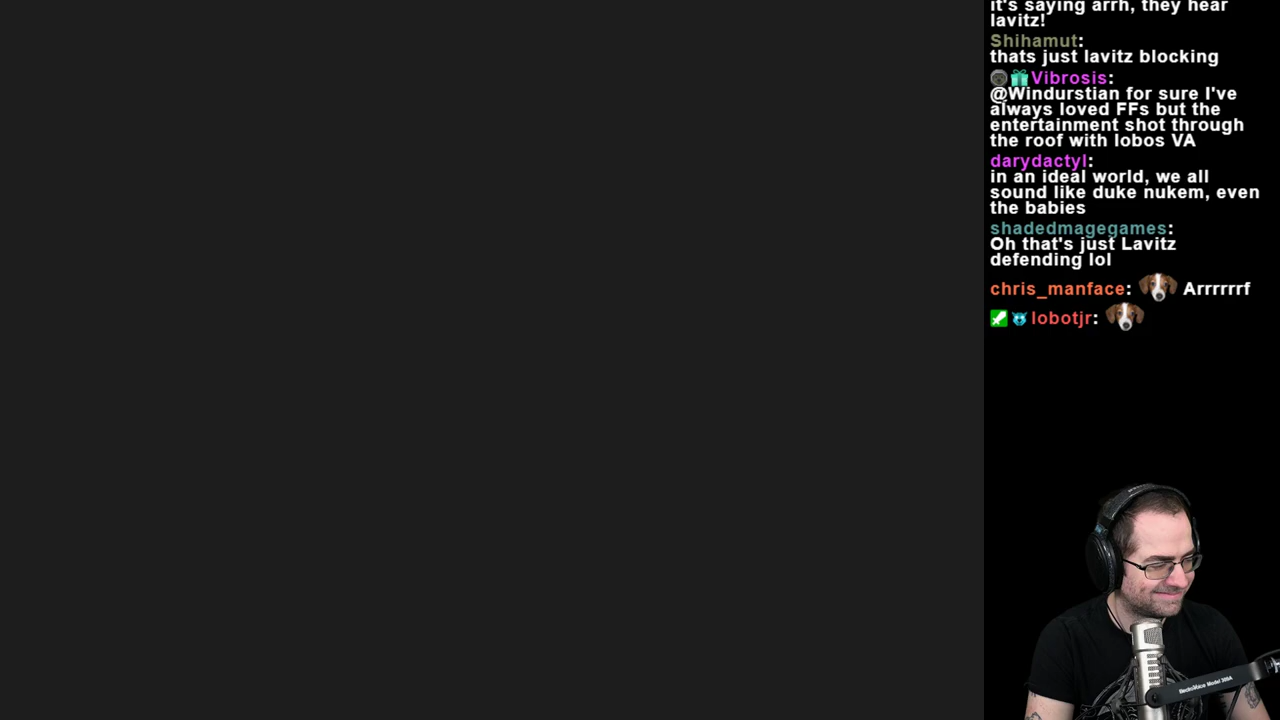 it's saying arrh, they hear
lavitz!
Shihamut:
thats just lavitz blocking
Vibrosis:
@Windurstian for sure I've
always loved FFs but the
entertainment shot through
the roof with lobos VA
darydactyl:
in an ideal world, we all
sound like duke nukem, even
the babies
shadedmagegames:
Oh that's just Lavitz
defending lol
chris_manface: Arrrrrrf
lobotjr: